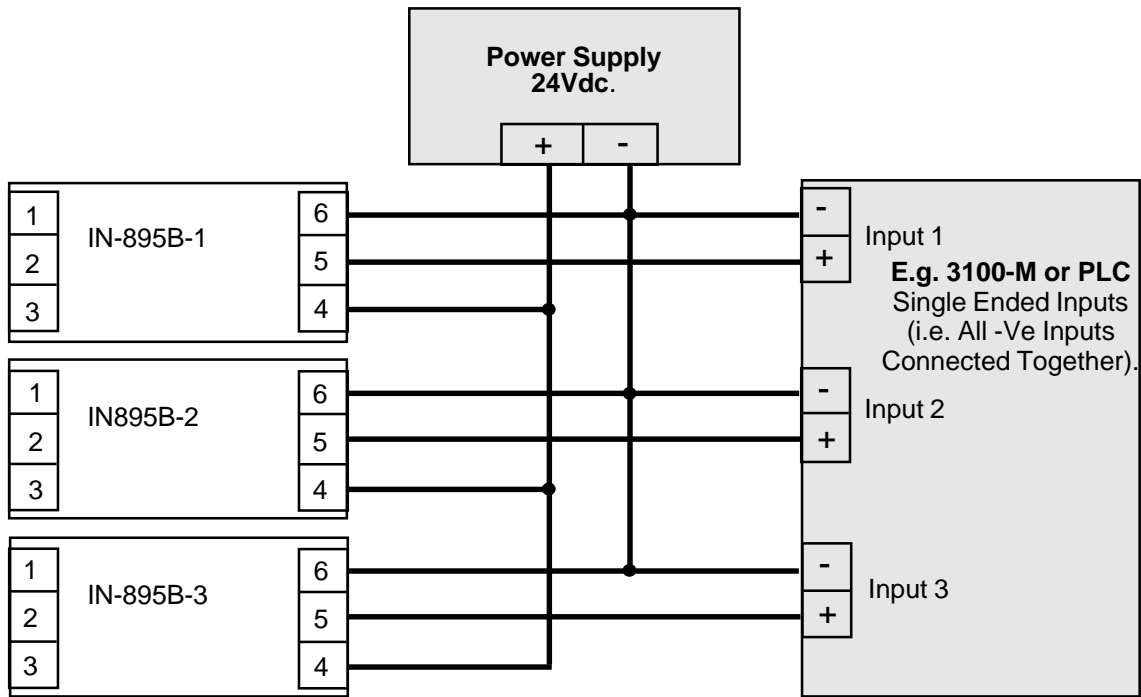 Power Supply
24Vdc.
+ -
1
2
3
IN-895B-1
6
5
4
-
+
Input 1
E.g. 3100-M or PLC
Single Ended Inputs
(i.e. All -Ve Inputs
Connected Together).
1
2
3
IN895B-2
6
5
4
-
+
Input 2
1
2
3
IN-895B-3
6
5
4
-
+
Input 3